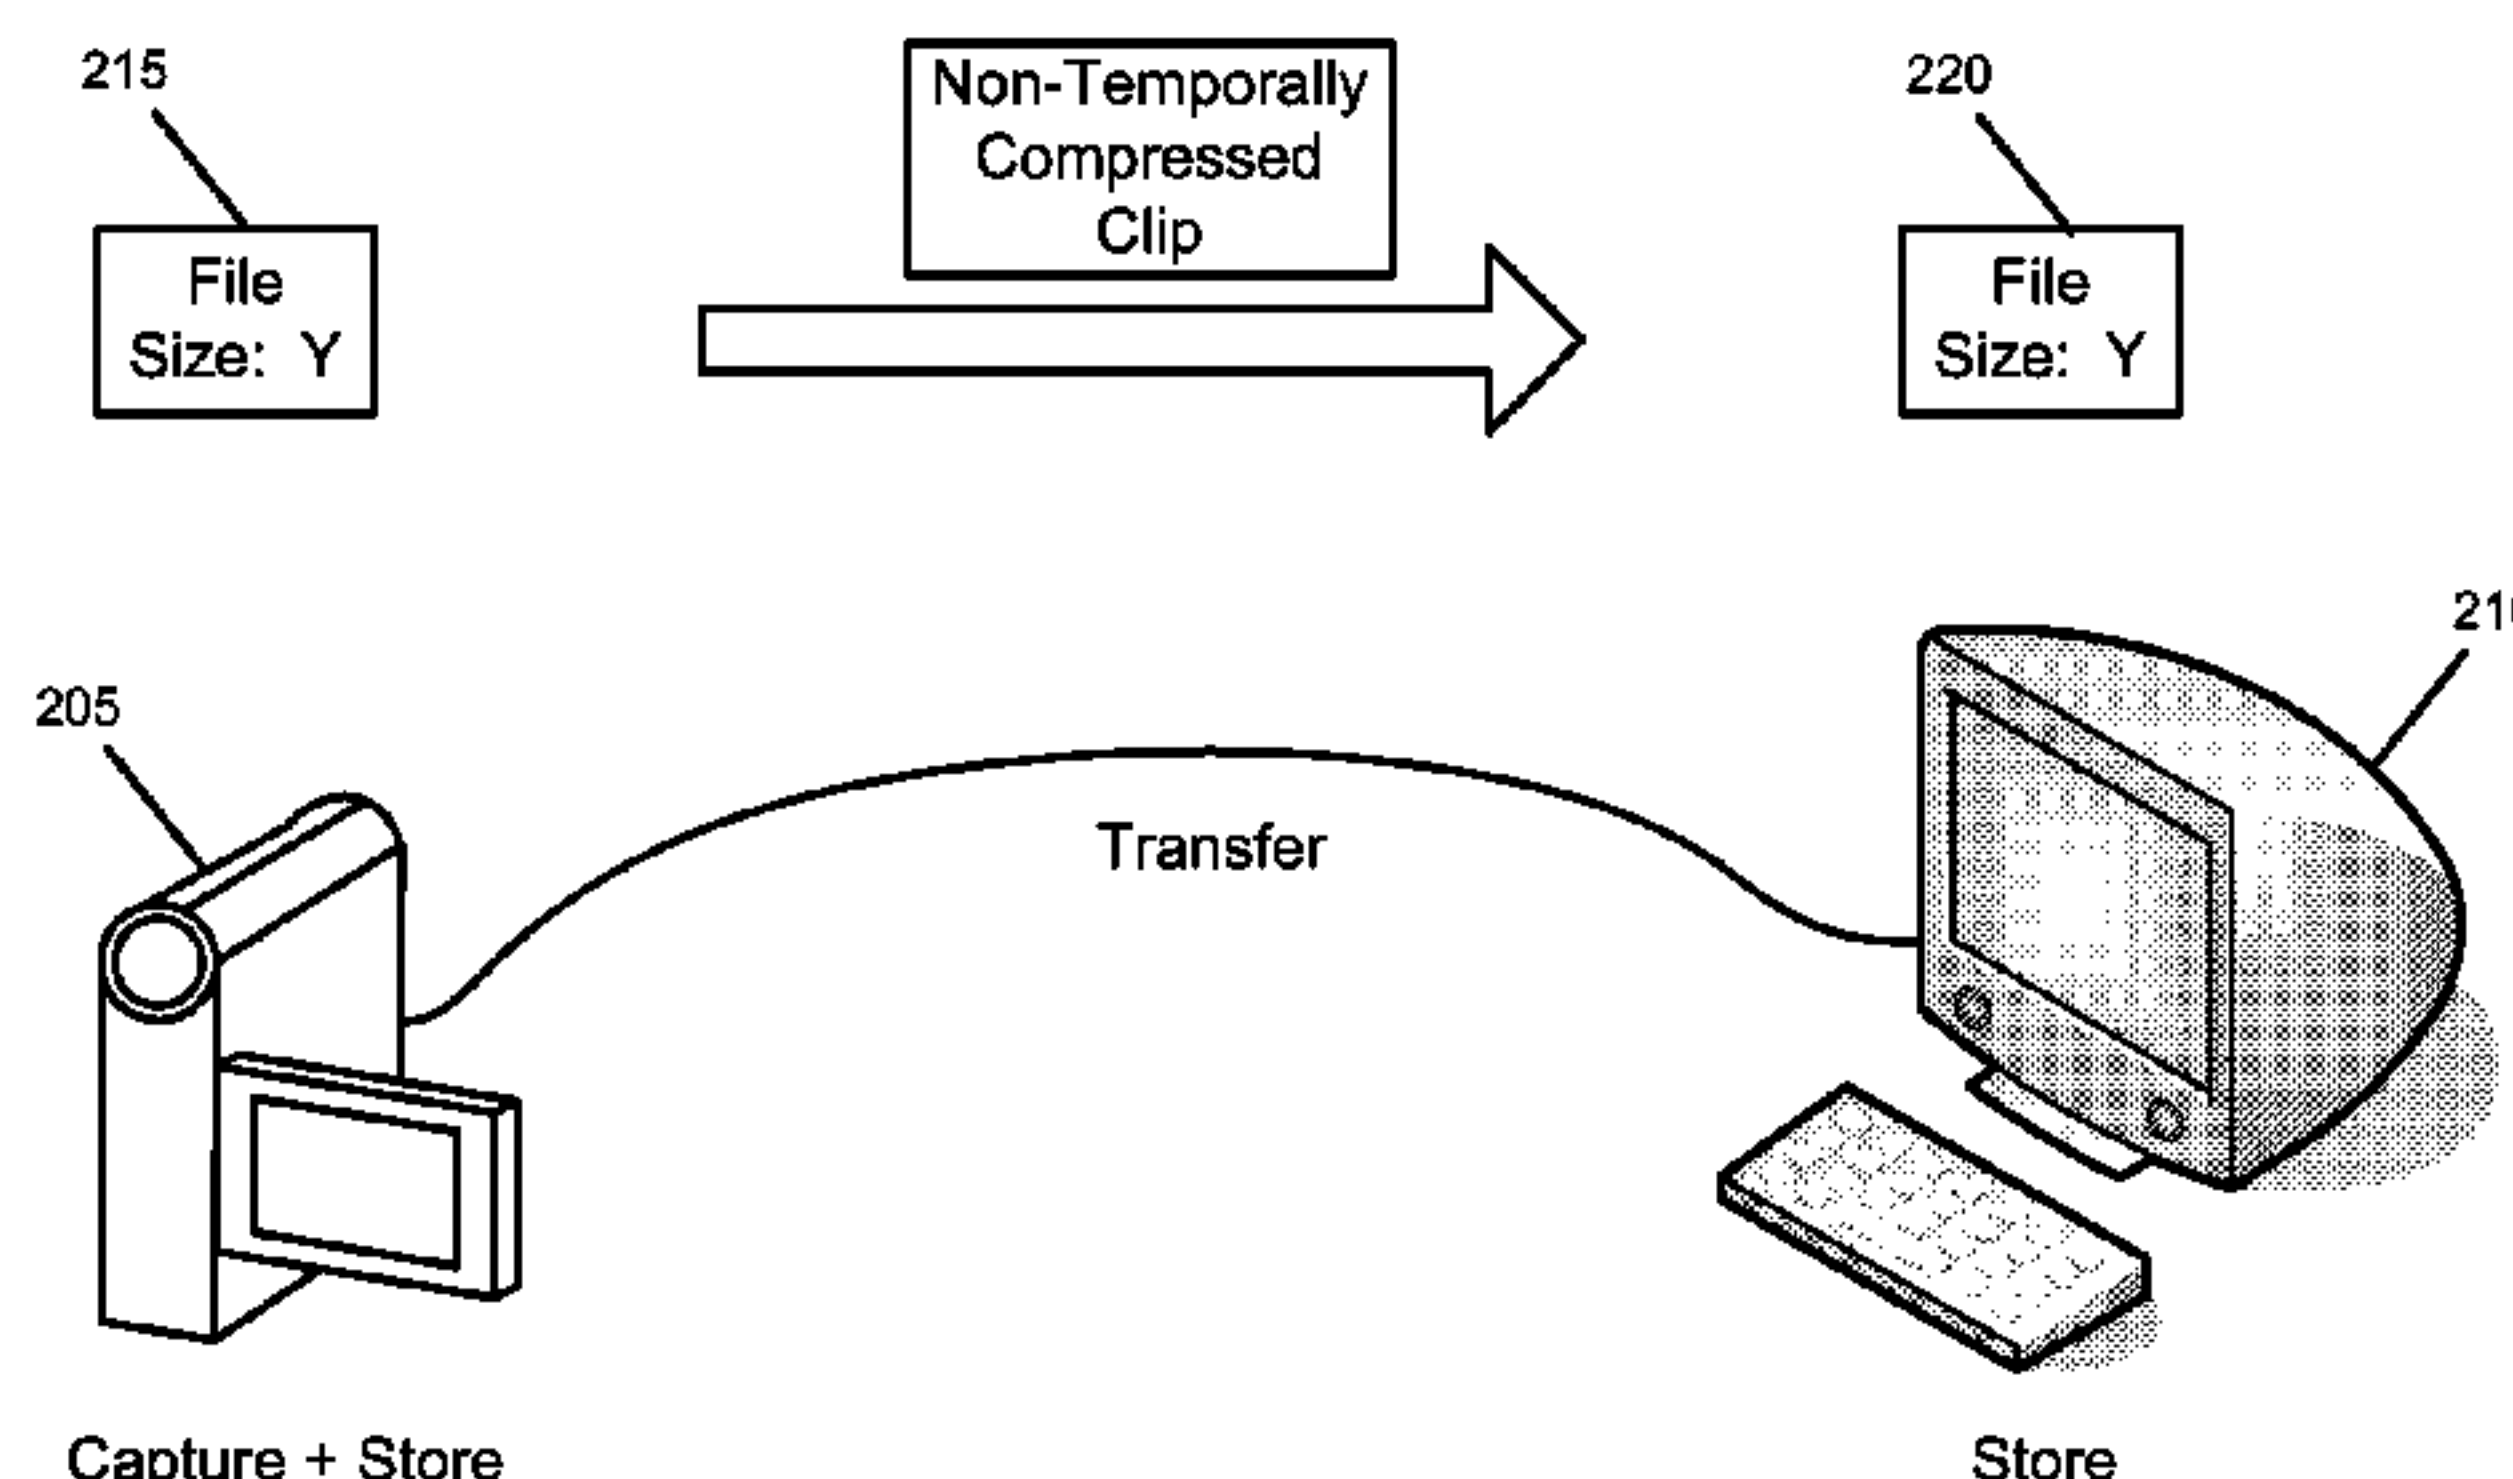 215
Non-Temporally
Compressed
Clip
220
File
Size: Y
File
Size: Y
205
Transfer
Capture + Store
Store